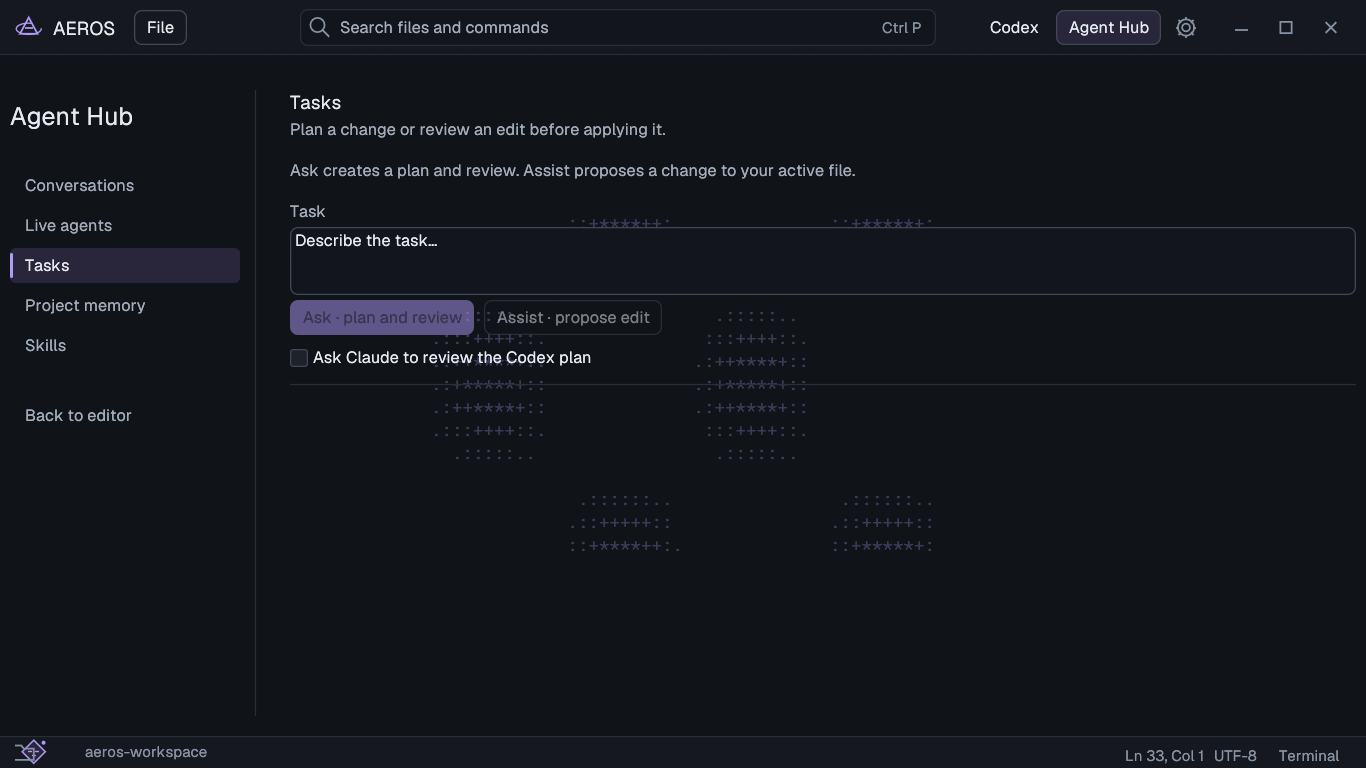 AEROS File Search files and commands Ctrl P Codex Agent Hub
Agent Hub
Conversations
Live agents
Tasks
Project memory
Skills
Back to editor
Tasks
Plan a change or review an edit before applying it.
Ask creates a plan and review. Assist proposes a change to your active file.
Task
Describe the task…
Ask · plan and review Assist · propose edit
Ask Claude to review the Codex plan
aeros-workspace Ln 33, Col 1 UTF-8 Terminal